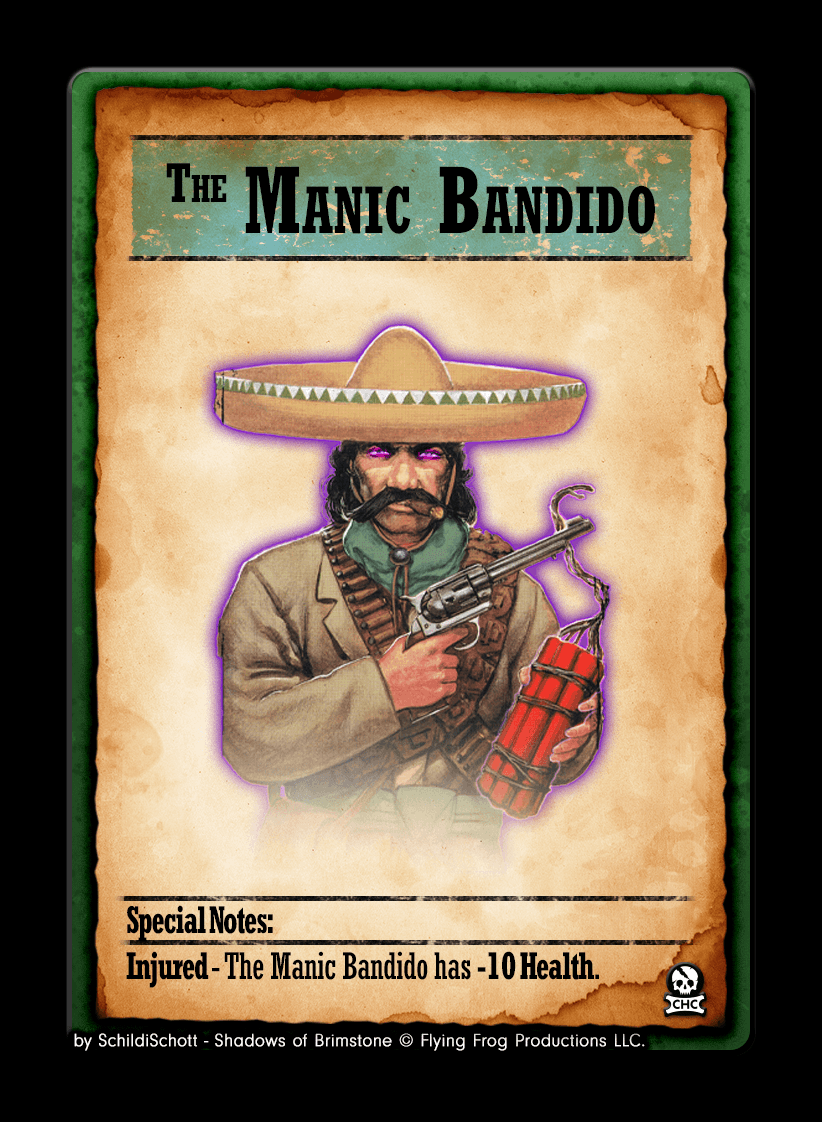 The Manic Bandido
Special Notes:
Injured - The Manic Bandido has -10 Health.
CHC
by SchildiSchott - Shadows of Brimstone © Flying Frog Productions LLC.